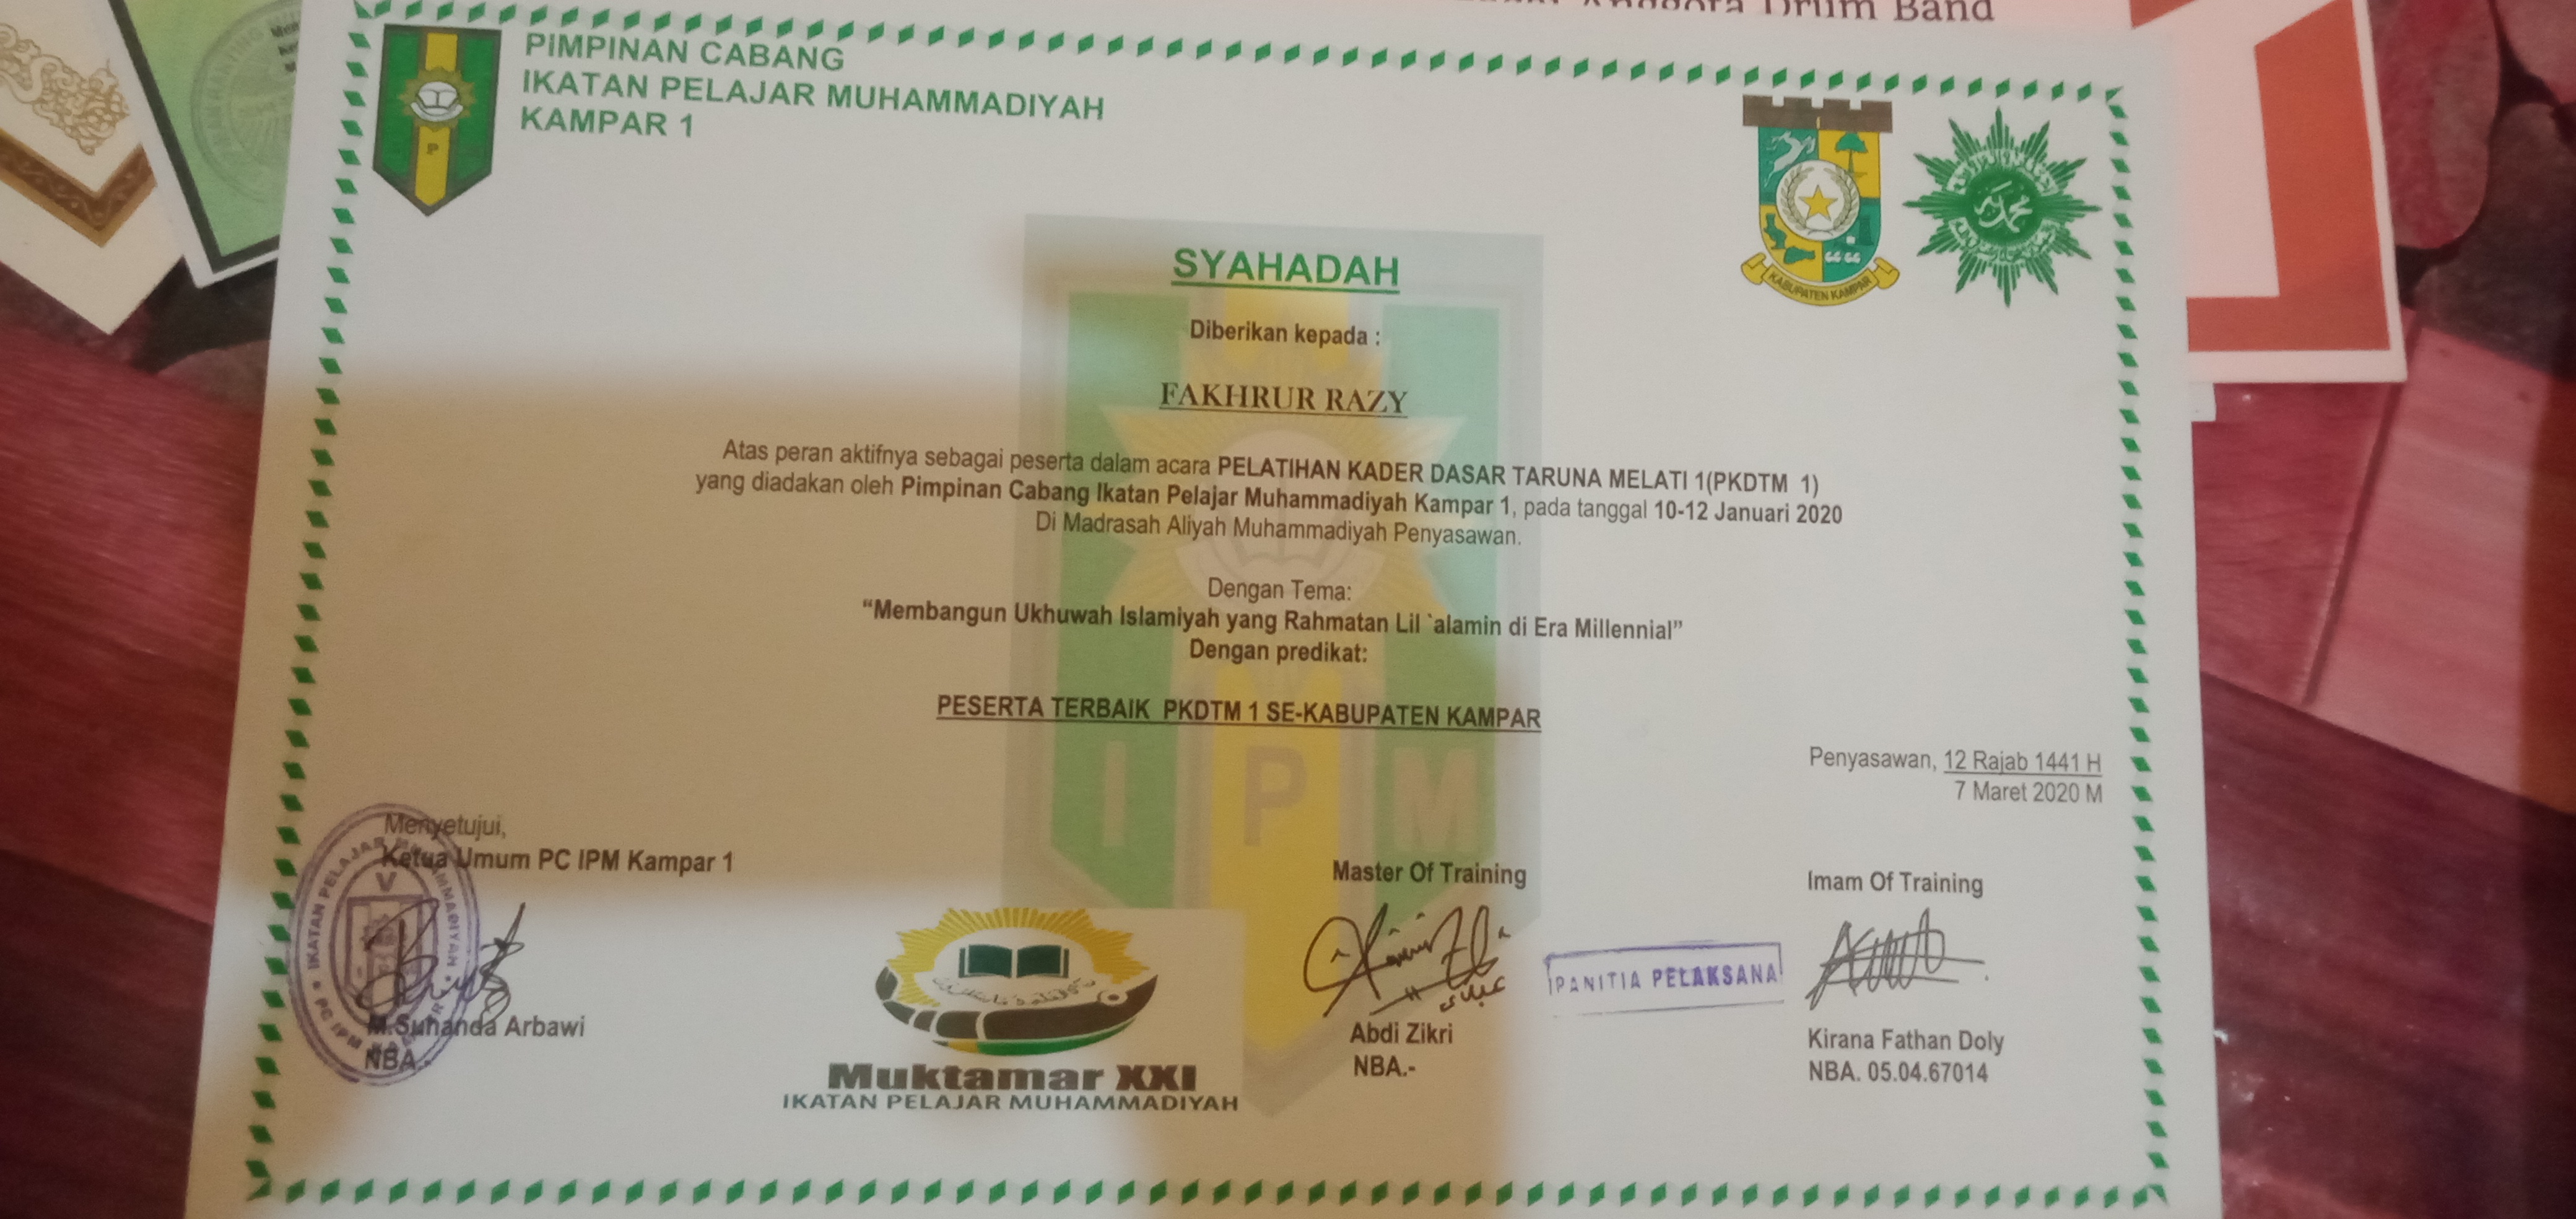 Anggota Drum Band
PIMPINAN CABANG
IKATAN PELAJAR MUHAMMADIYAH
KAMPAR 1
P
KABUPATEN KAMPAR
SYAHADAH
Diberikan kepada :
FAKHRUR RAZY
Atas peran aktifnya sebagai peserta dalam acara PELATIHAN KADER DASAR TARUNA MELATI 1(PKDTM 1)
yang diadakan oleh Pimpinan Cabang Ikatan Pelajar Muhammadiyah Kampar 1, pada tanggal 10-12 Januari 2020
Di Madrasah Aliyah Muhammadiyah Penyasawan.
Dengan Tema:
“Membangun Ukhuwah Islamiyah yang Rahmatan Lil `alamin di Era Millennial”
Dengan predikat:
PESERTA TERBAIK PKDTM 1 SE-KABUPATEN KAMPAR
I P M
Penyasawan, 12 Rajab 1441 H
7 Maret 2020 M
Menyetujui,
Ketua Umum PC IPM Kampar 1
IKATAN PELAJAR MUHAMMADIYAH
PC IPM KAMPAR
M.Suhanda Arbawi
NBA.
Muktamar XXI
IKATAN PELAJAR MUHAMMADIYAH
Master Of Training
Abdi Zikri
NBA.-
PANITIA PELAKSANA
Imam Of Training
Kirana Fathan Doly
NBA. 05.04.67014